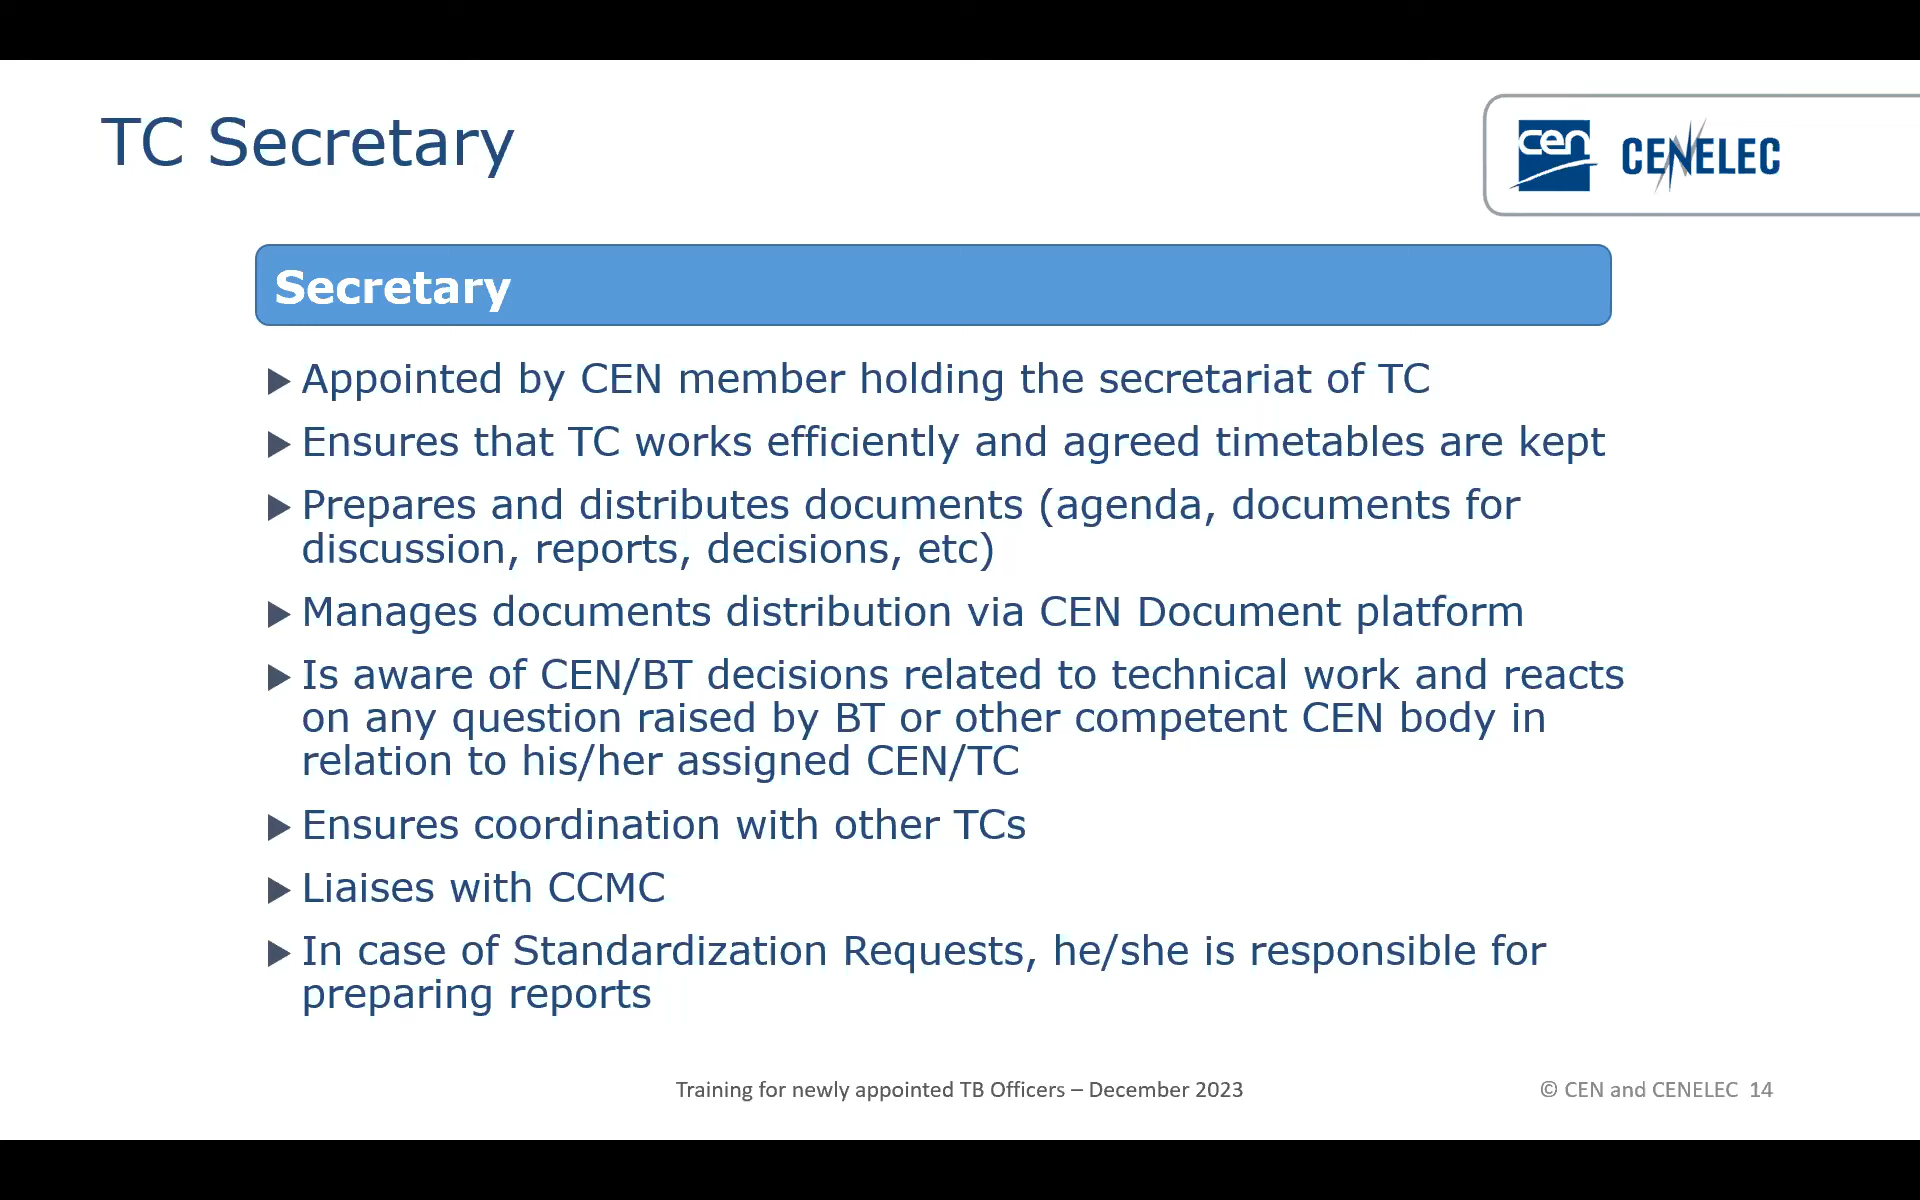 TC Secretary
cen
CENELEC
Secretary
Appointed by CEN member holding the secretariat of TC
Ensures that TC works efficiently and agreed timetables are kept
Prepares and distributes documents (agenda, documents for
discussion, reports, decisions, etc)
Manages documents distribution via CEN Document platform
Is aware of CEN/BT decisions related to technical work and reacts
on any question raised by BT or other competent CEN body in
relation to his/her assigned CEN/TC
Ensures coordination with other TCs
Liaises with CCMC
In case of Standardization Requests, he/she is responsible for
preparing reports
Training for newly appointed TB Officers – December 2023
© CEN and CENELEC 14